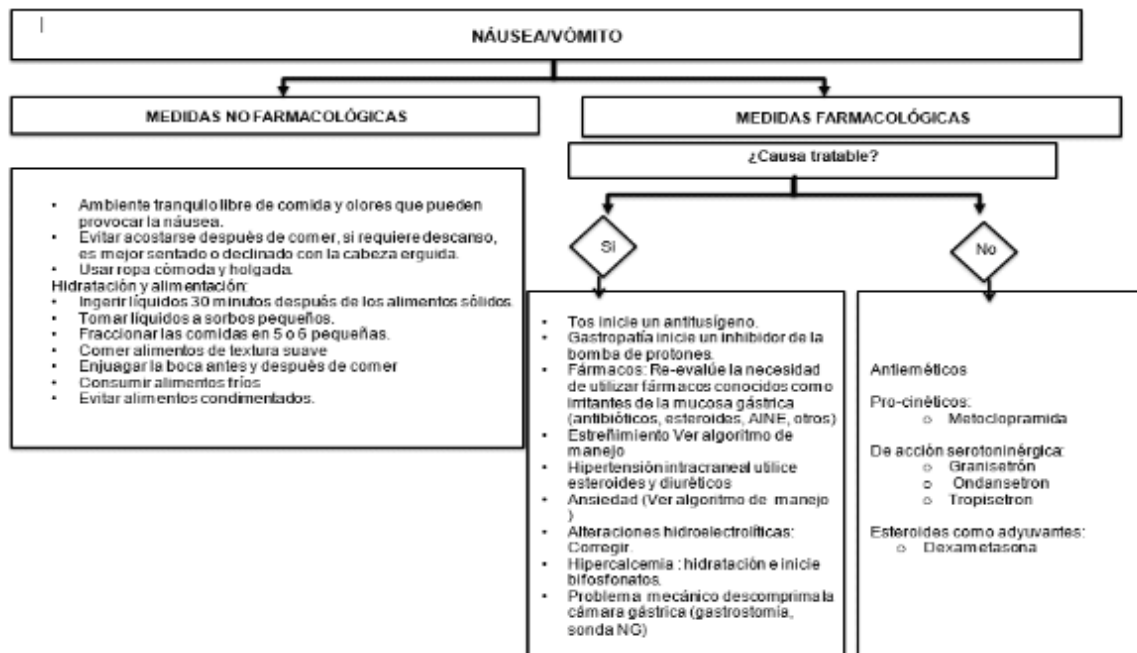 NÁUSEA/VÓMITO
MEDIDAS NO FARMACOLÓGICAS
MEDIDAS FARMACOLÓGICAS
¿Causa tratable?
• Ambiente tranquilo libre de comida y olores que pueden
provocar la náusea.
• Evitar acostarse después de comer, si requiere descanso,
es mejor sentado o declinado con la cabeza erguida.
• Usar ropa cómoda y holgada.
Hidratación y alimentación:
• Ingerir líquidos 30 minutos después de los alimentos sólidos.
• Tomar líquidos a sorbos pequeños.
• Fraccionar las comidas en 5 o 6 pequeñas.
• Comer alimentos de textura suave
• Enjuagar la boca antes y después de comer
• Consumir alimentos fríos
• Evitar alimentos condimentados.
Si
• Tos inicie un antitusígeno.
• Gastropatía inicie un inhibidor de la
bomba de protones.
• Fármacos: Re-evalúe la necesidad
de utilizar fármacos conocidos como
irritantes de la mucosa gástrica
(antibióticos, esteroides, AINE, otros)
• Estreñimiento Ver algoritmo de
manejo
• Hipertensión intracraneal utilice
esteroides y diuréticos
• Ansiedad (Ver algoritmo de manejo
)
• Alteraciones hidroelectrolíticas:
Corregir.
• Hipercalcemia : hidratación e inicie
bifosfonatos.
• Problema mecánico descomprima la
cámara gástrica (gastrostomía,
sonda NG)
No
Antieméticos
Pro-cinéticos:
o Metoclopramida
De acción serotoninérgica:
o Granisetrón
o Ondansetron
o Tropisetron
Esteroides como adyuvantes:
o Dexametasona